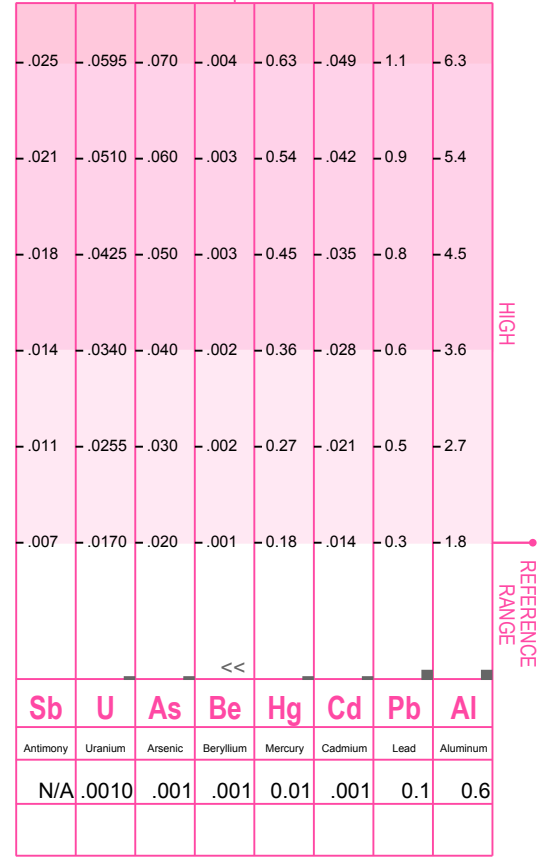 .025 .0595 .070 .004 0.63 .049 1.1 6.3
.021 .0510 .060 .003 0.54 .042 0.9 5.4
.018 .0425 .050 .003 0.45 .035 0.8 4.5
HIGH
.014 .0340 .040 .002 0.36 .028 0.6 3.6
.011 .0255 .030 .002 0.27 .021 0.5 2.7
.007 .0170 .020 .001 0.18 .014 0.3 1.8
REFERENCE
RANGE
<<
Sb U As Be Hg Cd Pb Al
Antimony Uranium Arsenic Beryllium Mercury Cadmium Lead Aluminum
N/A .0010 .001 .001 0.01 .001 0.1 0.6